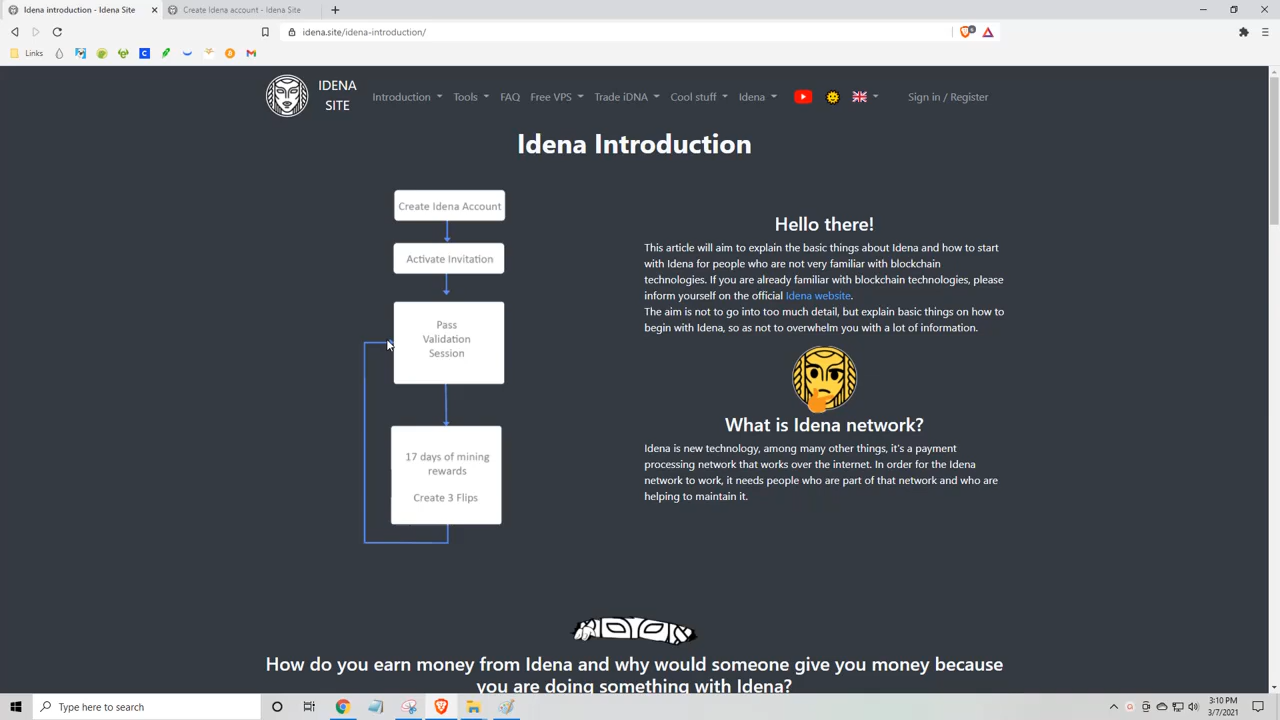 Idena introduction - Idena Site
Create Idena account - Idena Site
idena.site/idena-introduction/
Links
IDENA
SITE
Introduction
Tools
FAQ
Free VPS
Trade iDNA
Cool stuff
Idena
Sign in / Register
Idena Introduction
Create Idena Account
Activate Invitation
Pass
Validation
Session
17 days of mining
rewards
Create 3 Flips
Hello there!
This article will aim to explain the basic things about Idena and how to start
with Idena for people who are not very familiar with blockchain
technologies. If you are already familiar with blockchain technologies, please
inform yourself on the official Idena website.
The aim is not to go into too much detail, but explain basic things on how to
begin with Idena, so as not to overwhelm you with a lot of information.
What is Idena network?
Idena is new technology, among many other things, it's a payment
processing network that works over the internet. In order for the Idena
network to work, it needs people who are part of that network and who are
helping to maintain it.
How do you earn money from Idena and why would someone give you money because
you are doing something with Idena?
Type here to search
3:10 PM
3/7/2021